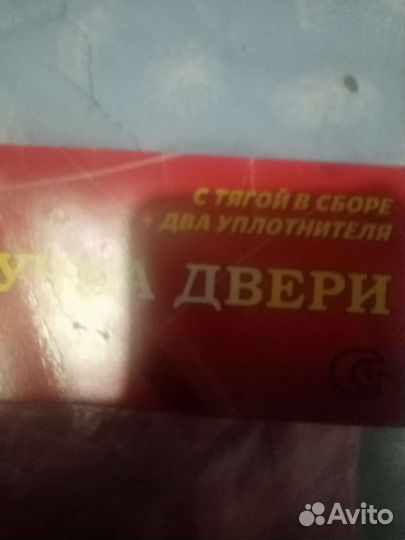 С ТЯГОЙ В СБОРЕ
+ ДВА УПЛОТНИТЕЛЯ
ДВЕРИ
Avito